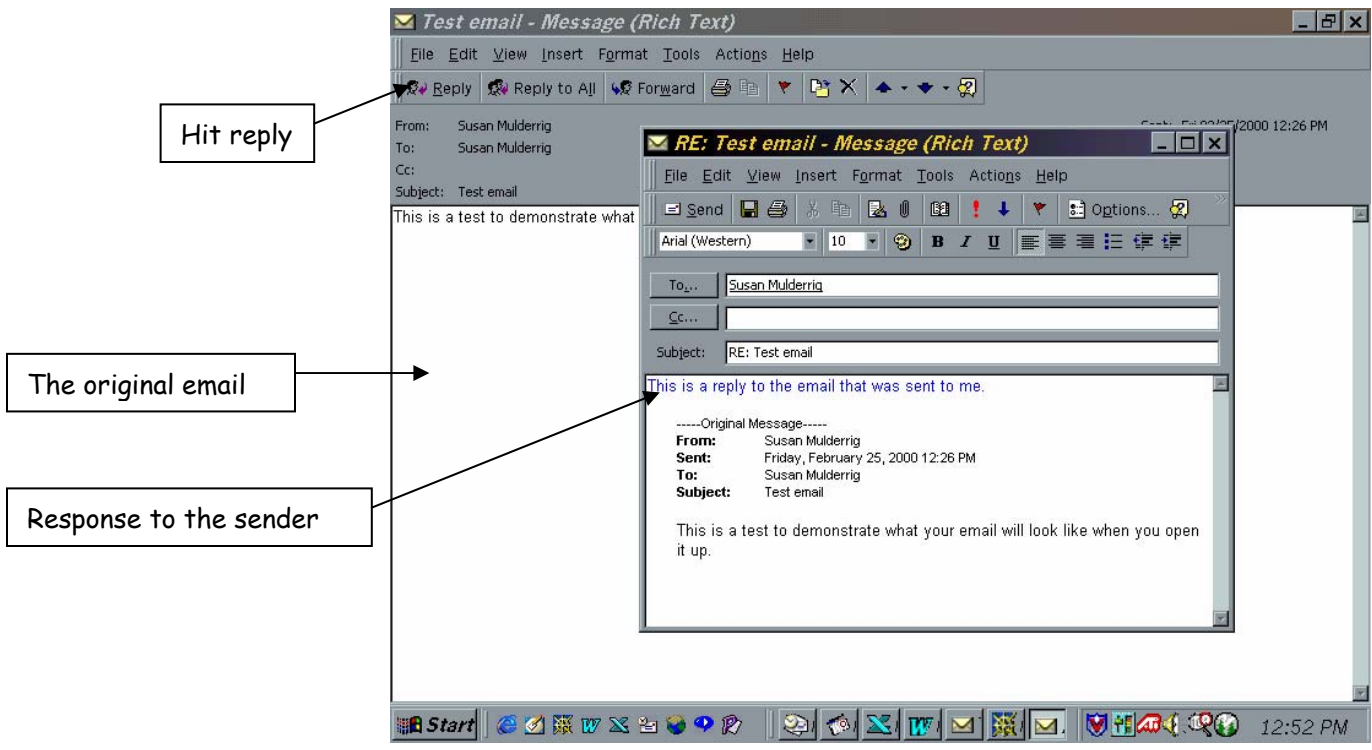 Test email - Message (Rich Text)
File Edit View Insert Format Tools Actions Help
Reply Reply to All Forward
Hit reply
From: Susan Mulderrig
/2000 12:26 PM
To: Susan Mulderrig
Cc:
Subject: Test email
This is a test to demonstrate what
RE: Test email - Message (Rich Text)
File Edit View Insert Format Tools Actions Help
Send Options...
Arial (Western) 10 B I U
To... Susan Mulderrig
Cc...
Subject: RE: Test email
The original email
This is a reply to the email that was sent to me.
-----Original Message-----
From: Susan Mulderrig
Sent: Friday, February 25, 2000 12:26 PM
To: Susan Mulderrig
Subject: Test email
Response to the sender
This is a test to demonstrate what your email will look like when you open
it up.
Start 12:52 PM